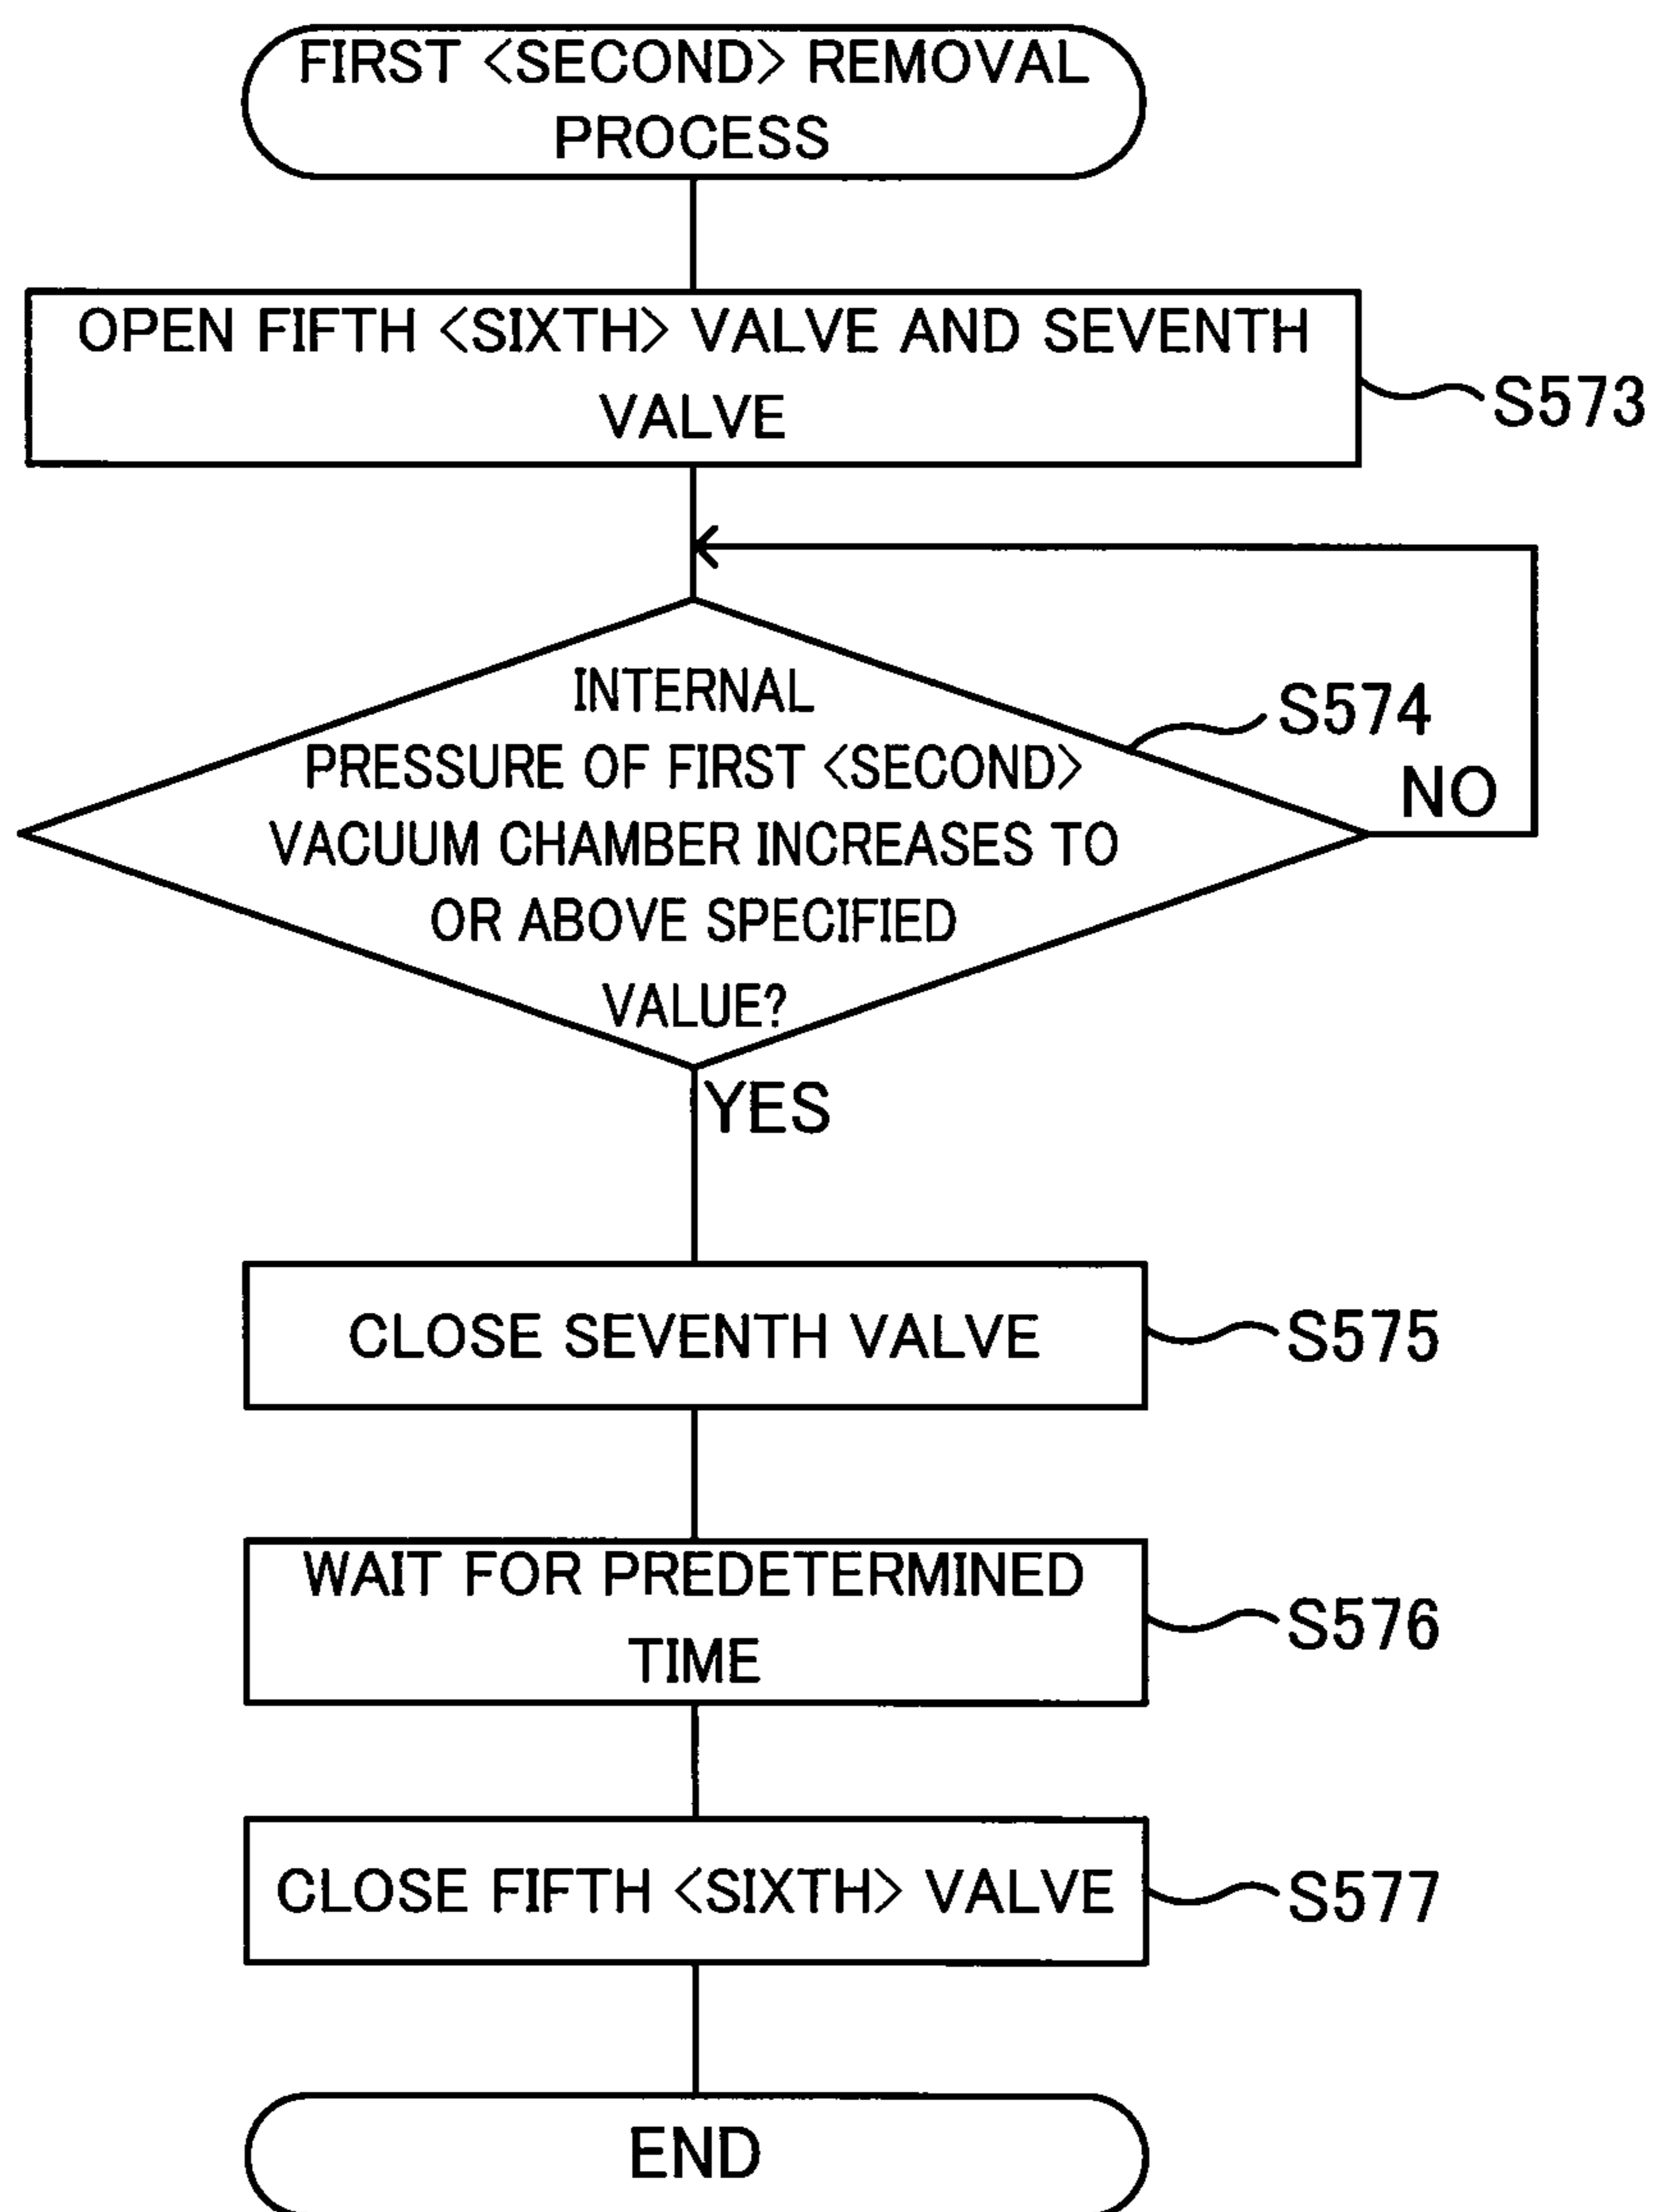 FIRST <SECOND> REMOVAL
PROCESS
OPEN FIFTH <SIXTH> VALVE AND SEVENTH
VALVE
S573
INTERNAL
PRESSURE OF FIRST <SECOND>
VACUUM CHAMBER INCREASES TO
OR ABOVE SPECIFIED
VALUE?
S574
NO
YES
CLOSE SEVENTH VALVE
S575
WAIT FOR PREDETERMINED
TIME
S576
CLOSE FIFTH <SIXTH> VALVE
S577
END